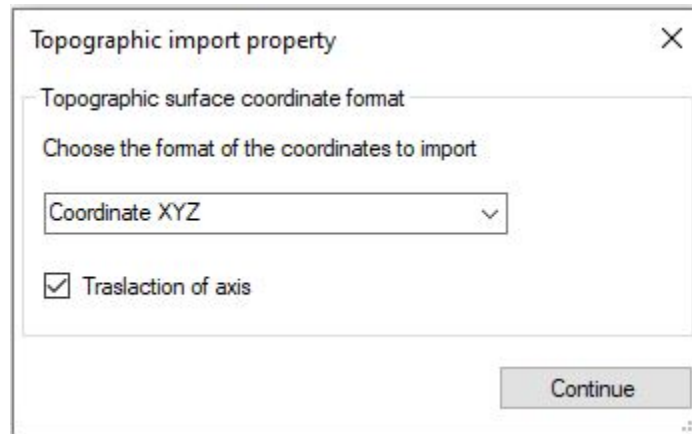 Topographic import property
Topographic surface coordinate format
Choose the format of the coordinates to import
Coordinate XYZ
Traslaction of axis
Continue